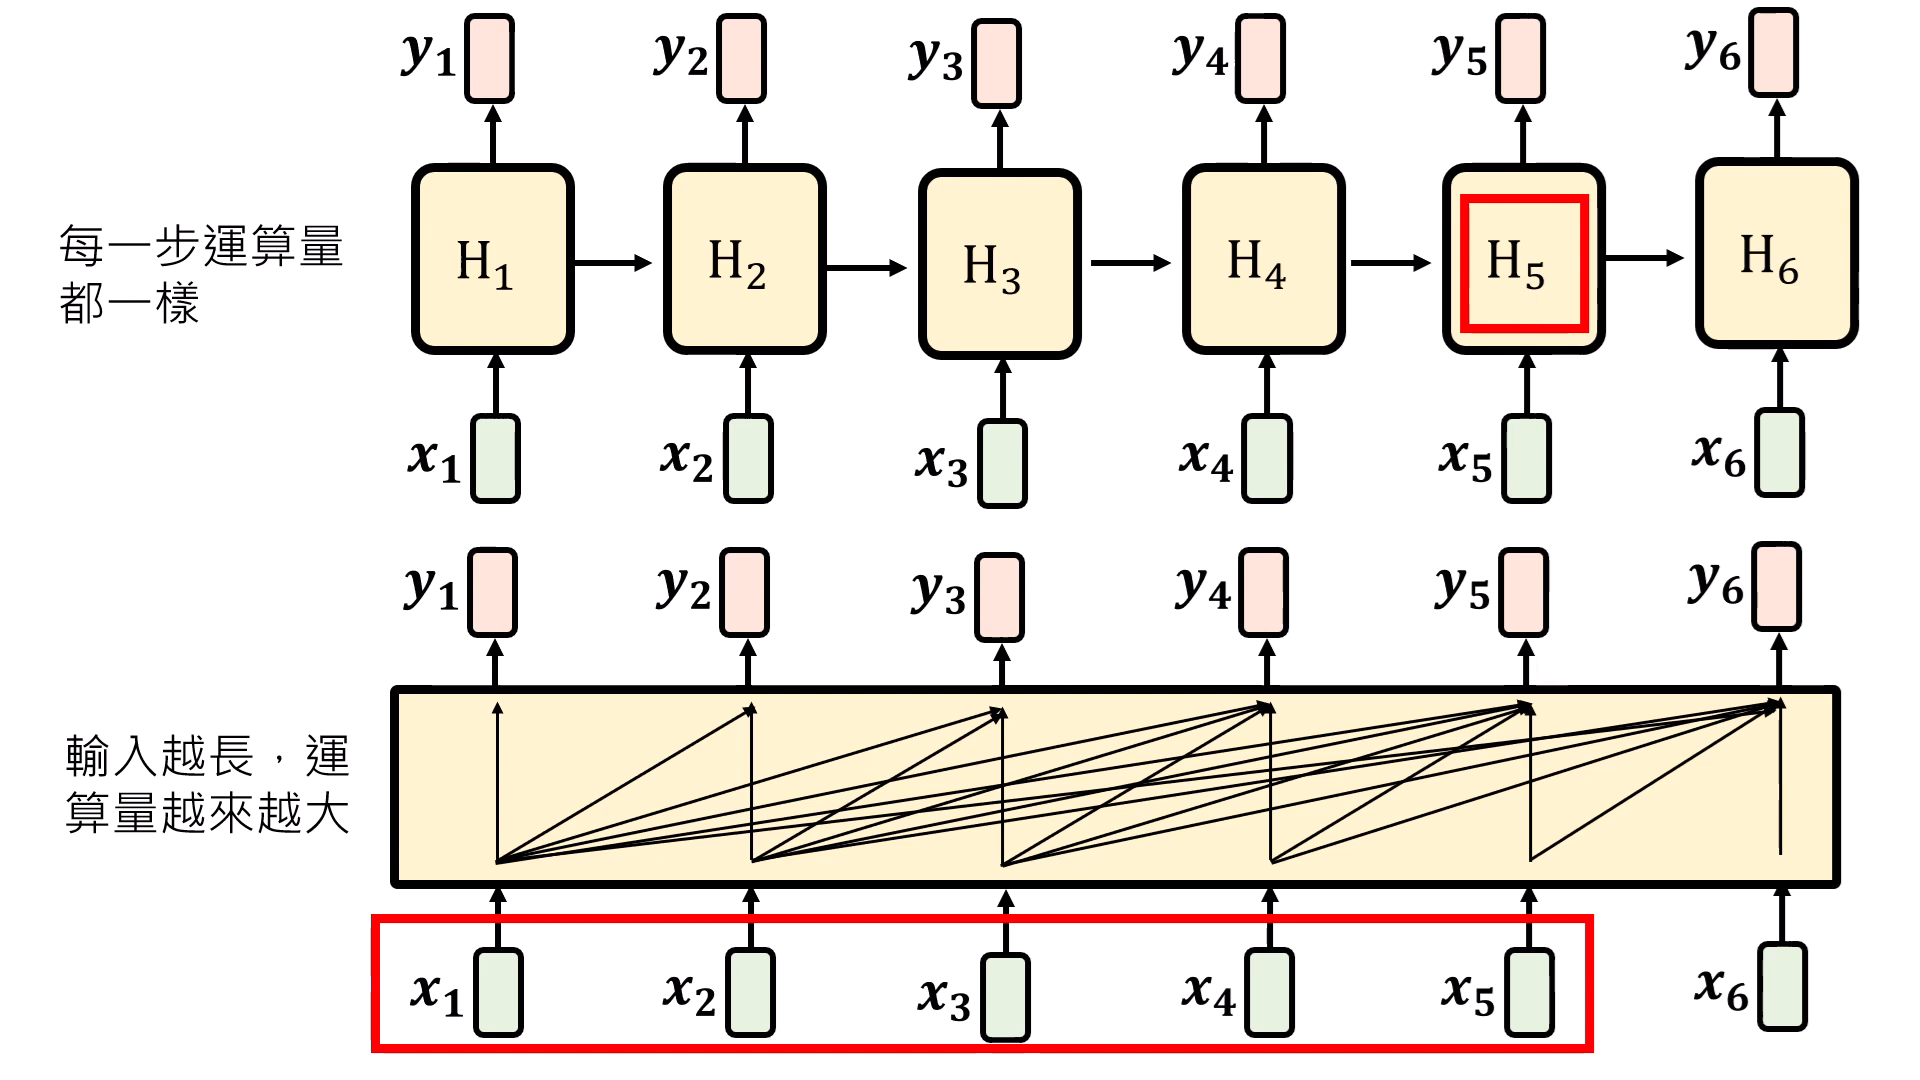 y₁ y₂ y₃ y₄ y₅ y₆
每一步運算量
都一樣
H₁ H₂ H₃ H₄ H₅ H₆
x₁ x₂ x₃ x₄ x₅ x₆
y₁ y₂ y₃ y₄ y₅ y₆
輸入越長，運
算量越來越大
x₁ x₂ x₃ x₄ x₅ x₆